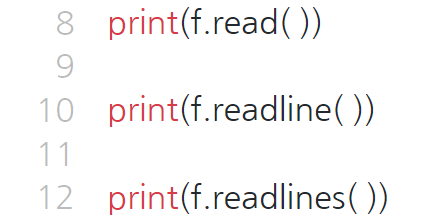 8 print(f.read( ))
9
10 print(f.readline( ))
11
12 print(f.readlines( ))